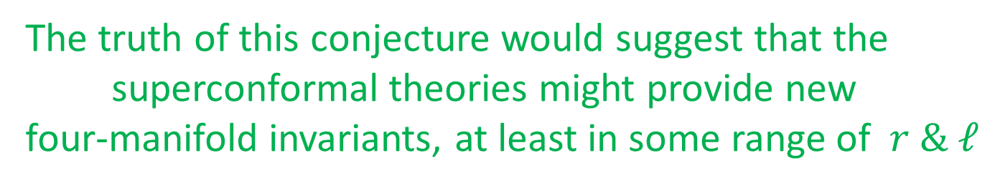 The truth of this conjecture would suggest that the
superconformal theories might provide new
four-manifold invariants, at least in some range of 𝑟 & ℓ